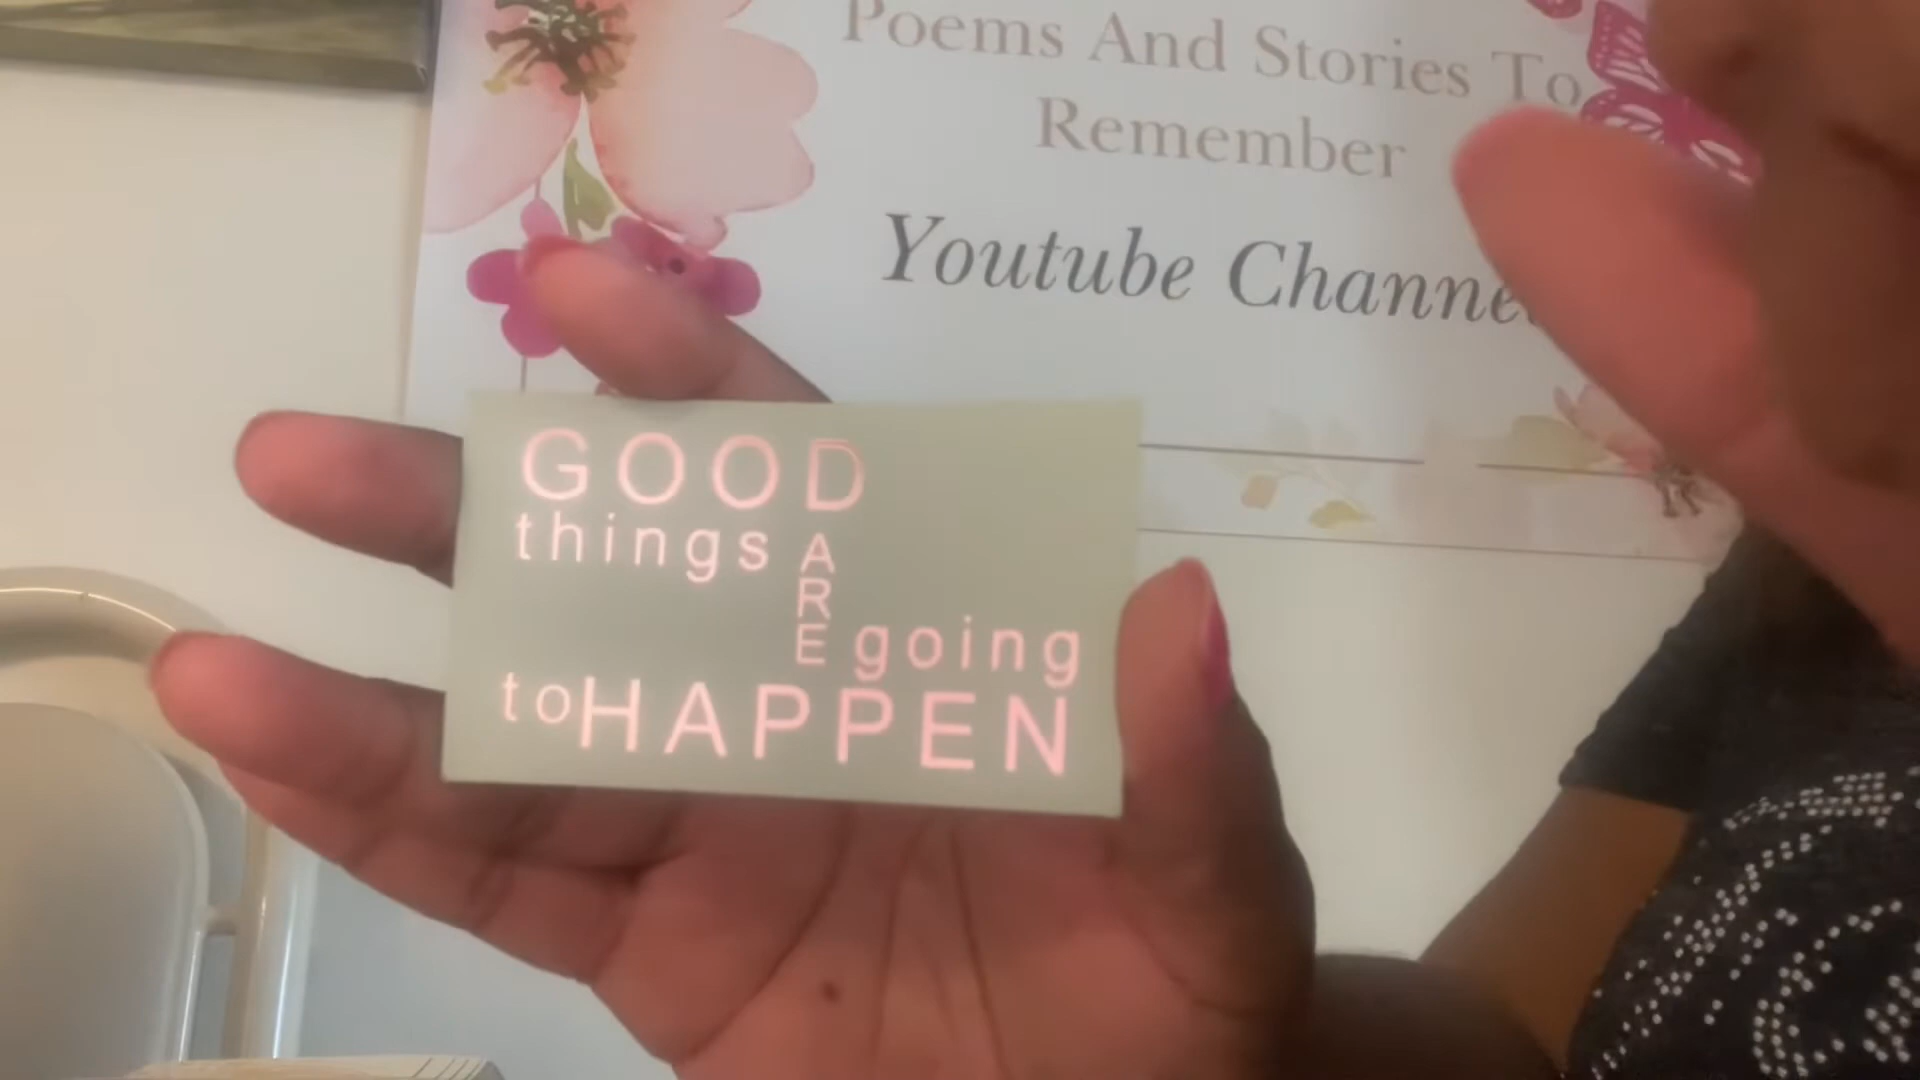 Poems And Stories To
Remember
Youtube Channel
GOOD
things ARE going
to HAPPEN